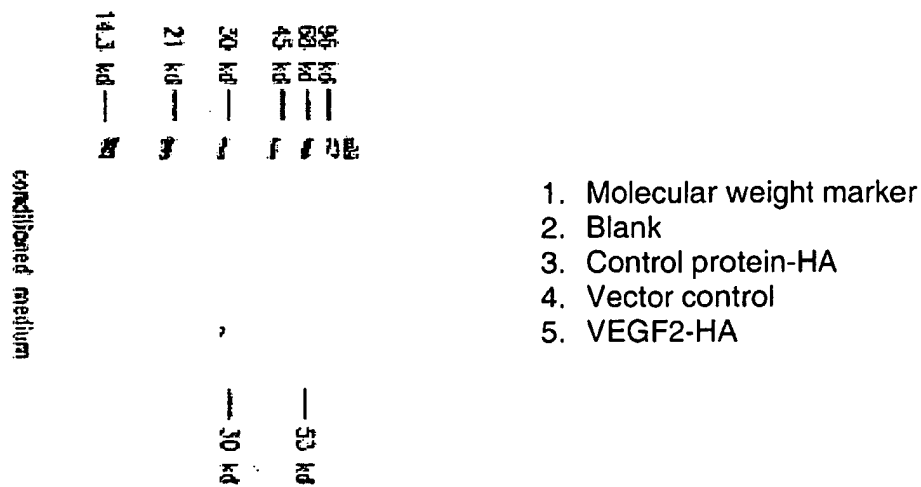 14.3 kd
21 kd
30 kd
45 kd
68 kd
96 kd
conditioned medium
30 kd
53 kd
1. Molecular weight marker
2. Blank
3. Control protein-HA
4. Vector control
5. VEGF2-HA